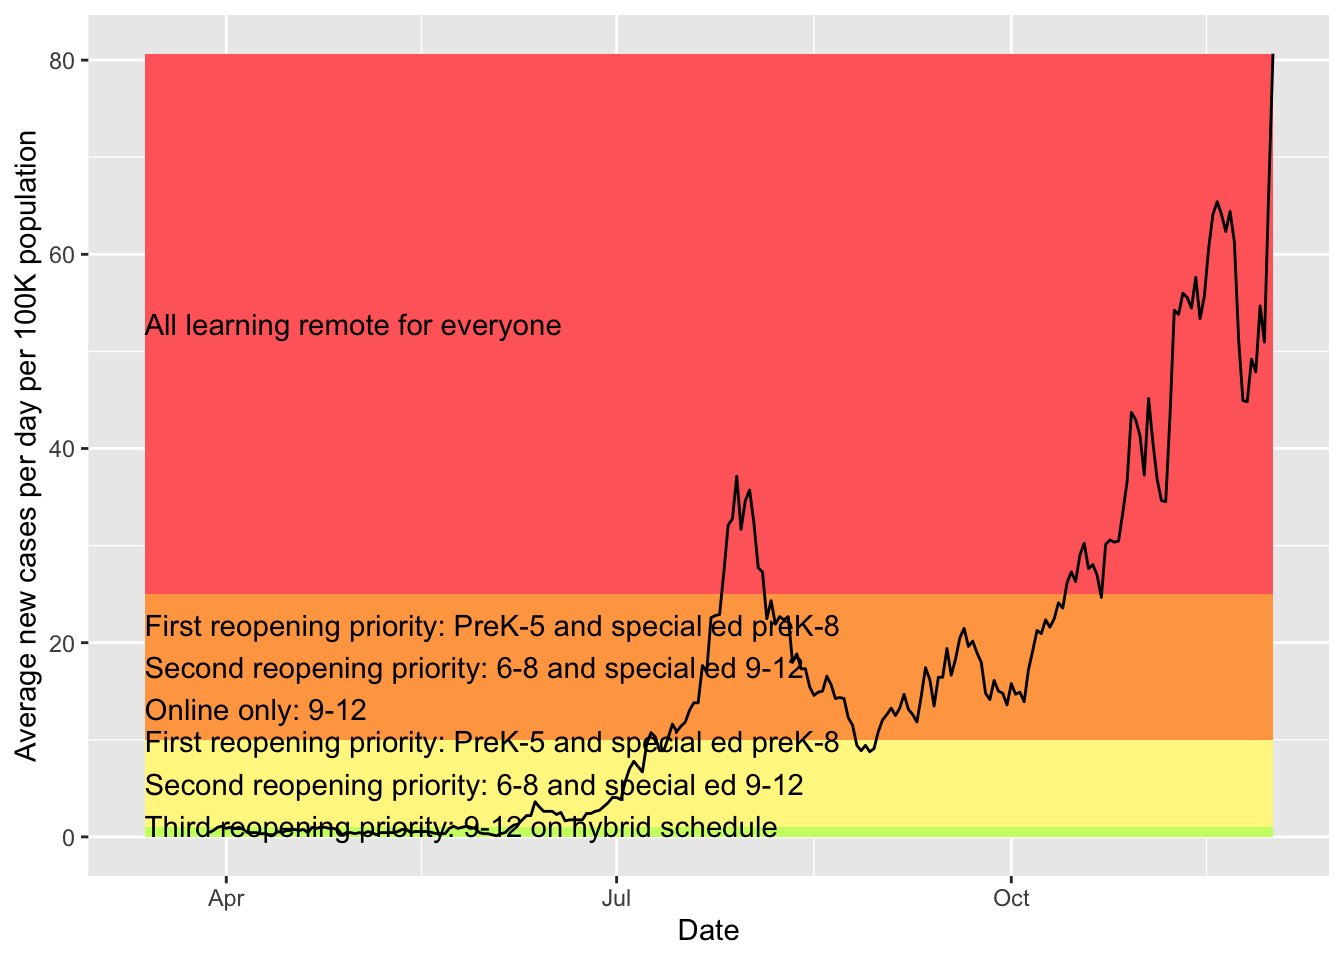 80
60
40
20
0
Average new cases per day per 100K population
All learning remote for everyone
First reopening priority: PreK-5 and special ed preK-8
Second reopening priority: 6-8 and special ed 9-12
Online only: 9-12
First reopening priority: PreK-5 and special ed preK-8
Second reopening priority: 6-8 and special ed 9-12
Third reopening priority: 9-12 on hybrid schedule
Apr
Jul
Oct
Date